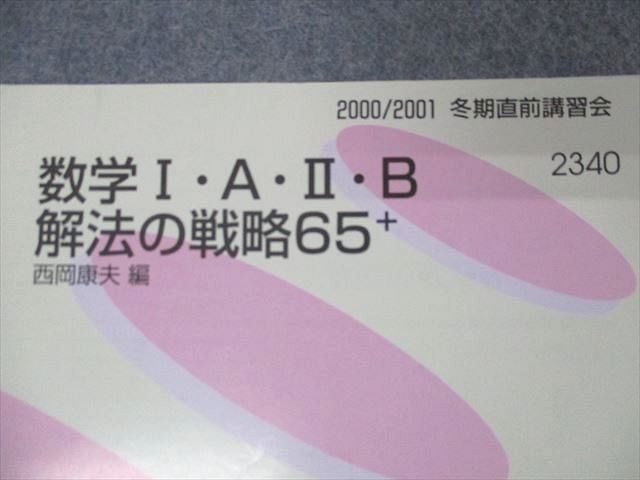 2000/2001 冬期直前講習会
2340
数学Ⅰ・A・Ⅱ・B
解法の戦略65+
西岡康夫 編